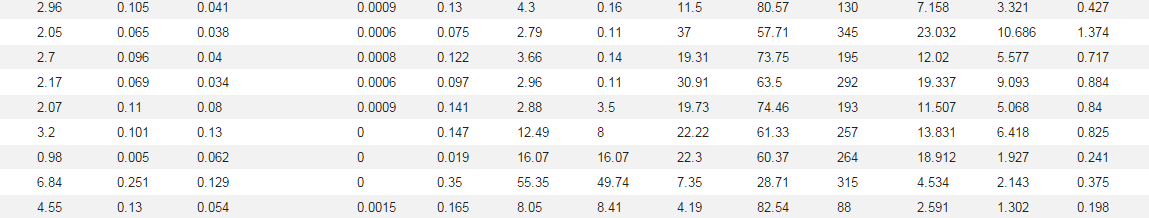 2.96 0.105 0.041 0.0009 0.13 4.3 0.16 11.5 80.57 130 7.158 3.321 0.427
2.05 0.065 0.038 0.0006 0.075 2.79 0.11 37 57.71 345 23.032 10.686 1.374
2.7 0.096 0.04 0.0008 0.122 3.66 0.14 19.31 73.75 195 12.02 5.577 0.717
2.17 0.069 0.034 0.0006 0.097 2.96 0.11 30.91 63.5 292 19.337 9.093 0.884
2.07 0.11 0.08 0.0009 0.141 2.88 3.5 19.73 74.46 193 11.507 5.068 0.84
3.2 0.101 0.13 0 0.147 12.49 8 22.22 61.33 257 13.831 6.418 0.825
0.98 0.005 0.062 0 0.019 16.07 16.07 22.3 60.37 264 18.912 1.927 0.241
6.84 0.251 0.129 0 0.35 55.35 49.74 7.35 28.71 315 4.534 2.143 0.375
4.55 0.13 0.054 0.0015 0.165 8.05 8.41 4.19 82.54 88 2.591 1.302 0.198